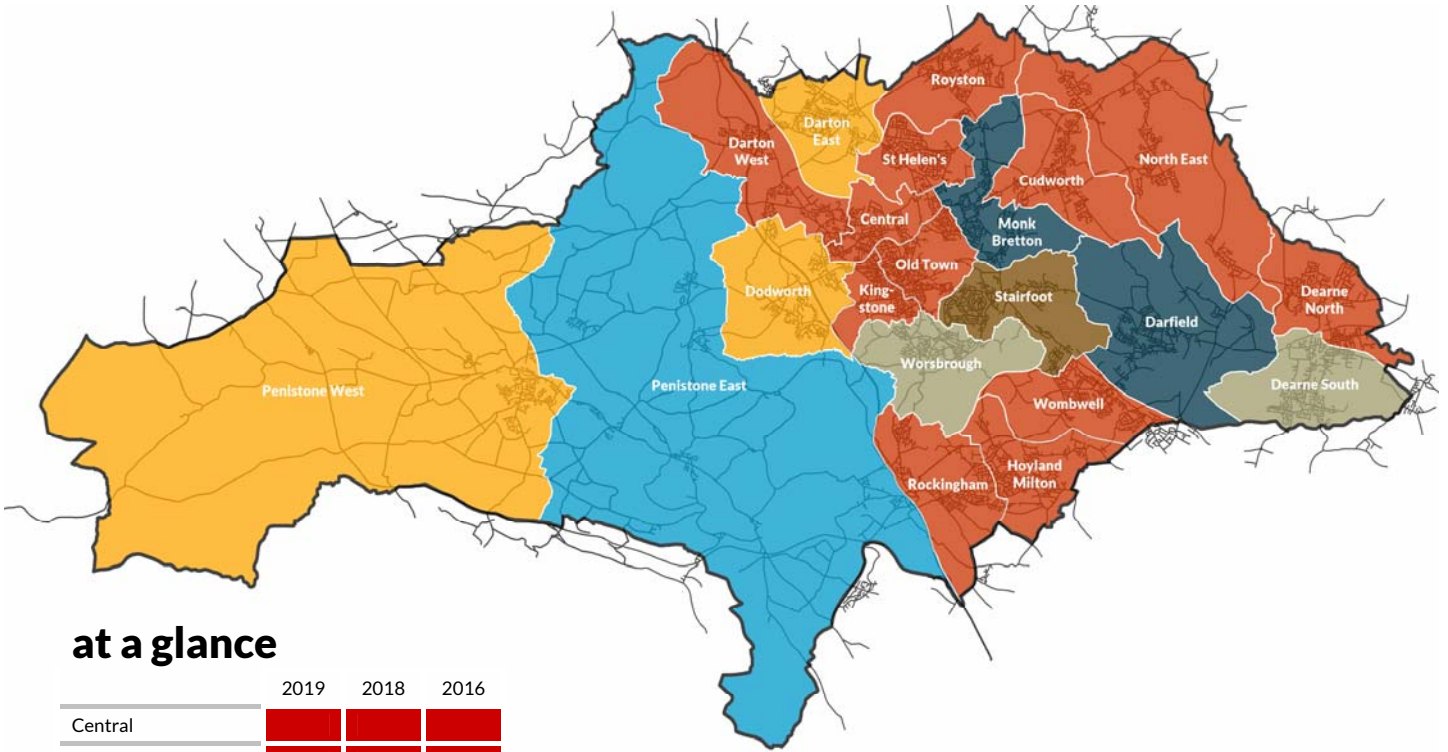 Royston
Darton
East
Darton
West
St Helen's
North East
Cudworth
Central
Monk
Bretton
Old Town
Dodworth
King-
stone
Stairfoot
Dearne
North
Darfield
Worsbrough
Penistone West
Penistone East
Dearne South
Wombwell
Hoyland
Milton
Rockingham
at a glance
2019 2018 2016
Central